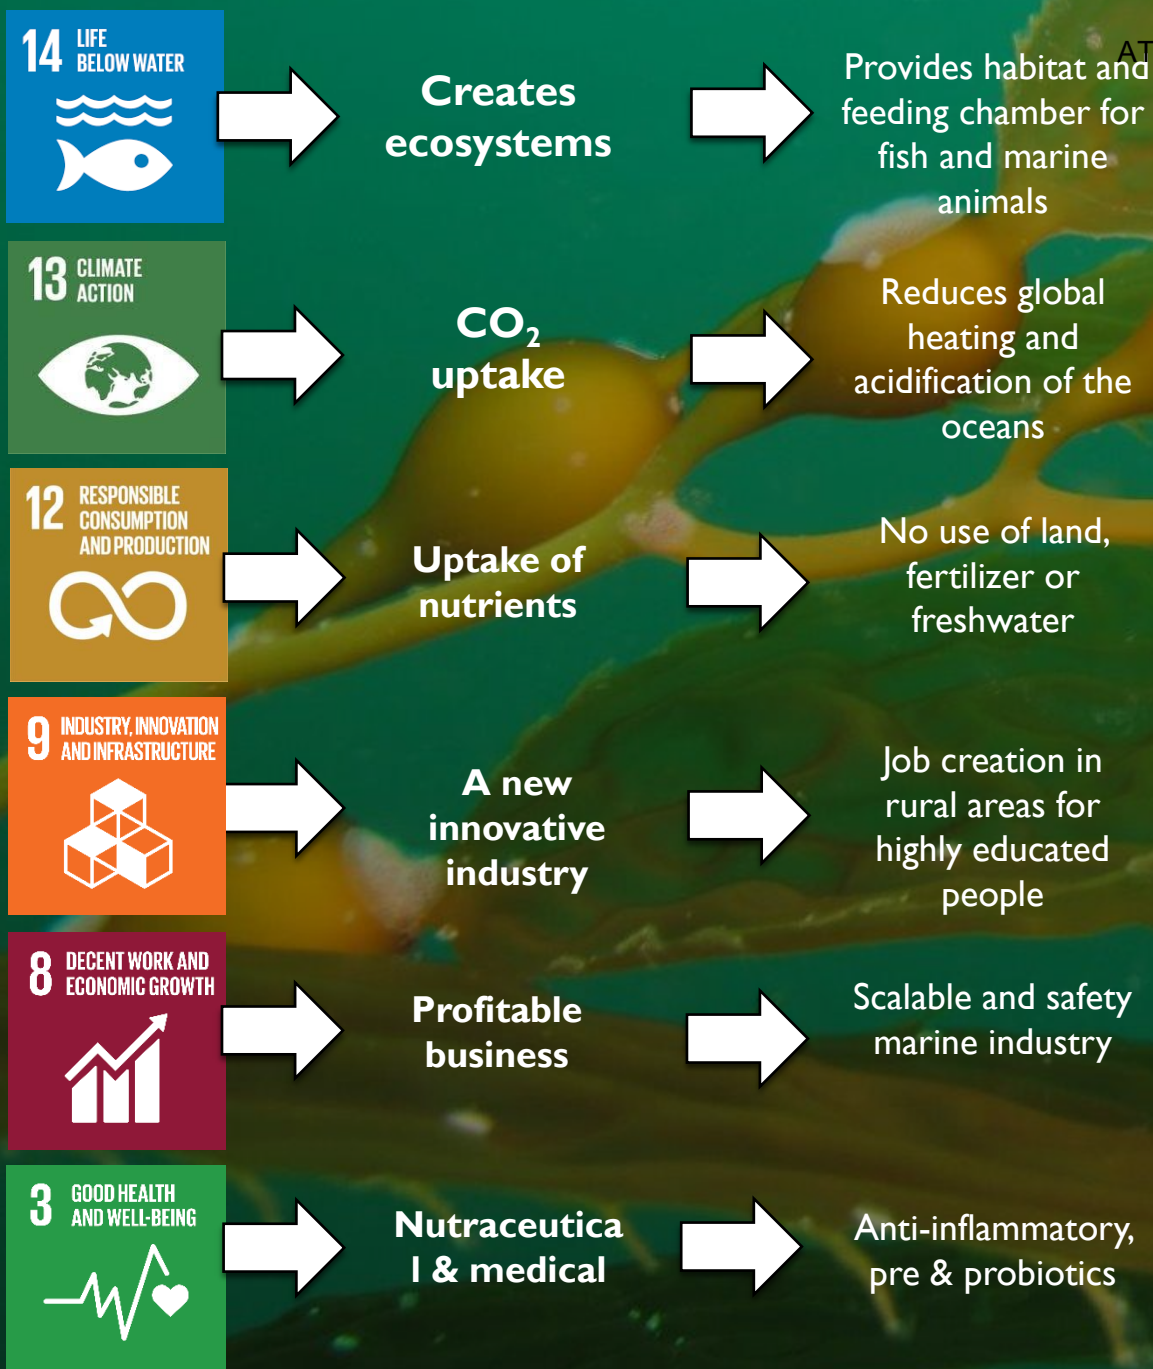 14 LIFE
BELOW WATER
Creates
ecosystems
AT
Provides habitat and
feeding chamber for
fish and marine
animals
13 CLIMATE
ACTION
CO₂
uptake
Reduces global
heating and
acidification of the
oceans
12 RESPONSIBLE
CONSUMPTION
AND PRODUCTION
Uptake of
nutrients
No use of land,
fertilizer or
freshwater
9 INDUSTRY, INNOVATION
AND INFRASTRUCTURE
A new
innovative
industry
Job creation in
rural areas for
highly educated
people
8 DECENT WORK AND
ECONOMIC GROWTH
Profitable
business
Scalable and safety
marine industry
3 GOOD HEALTH
AND WELL-BEING
Nutraceutica
l & medical
Anti-inflammatory,
pre & probiotics